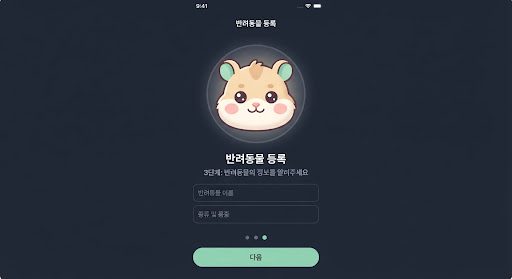 9:41
반려동물 등록
반려동물 등록
3단계: 반려동물의 정보를 알려주세요
반려동물 이름
종류 및 품종
다음